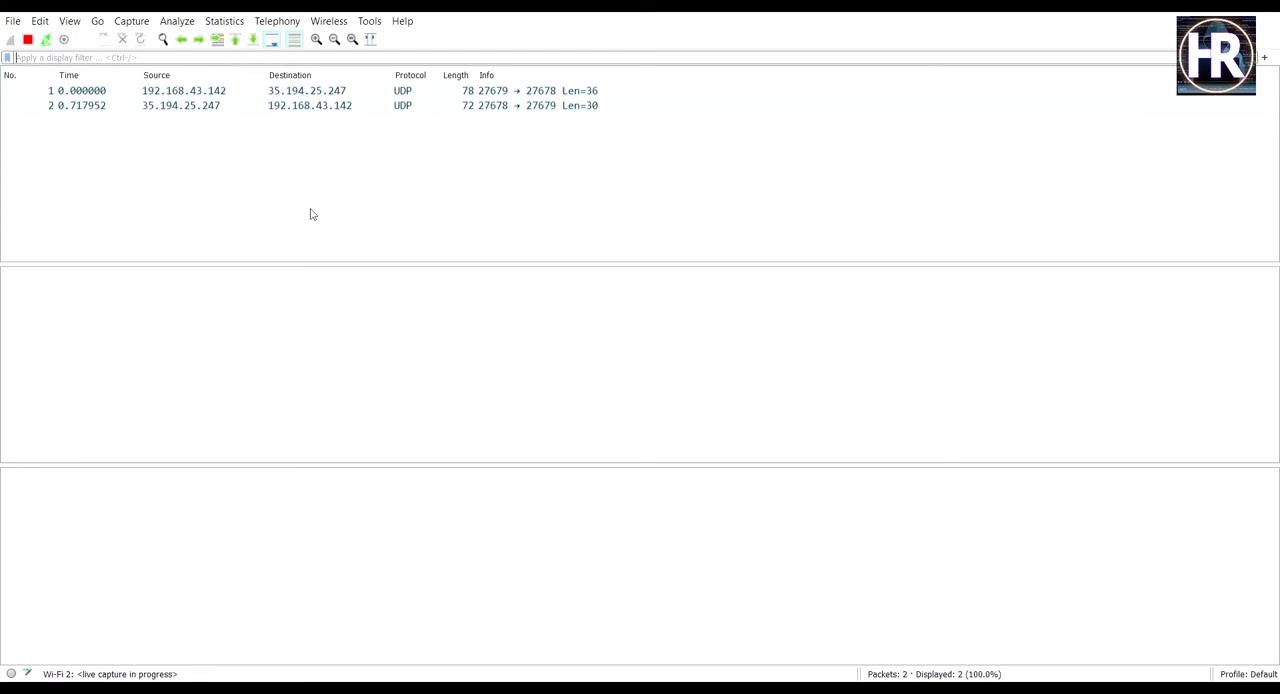 File Edit View Go Capture Analyze Statistics Telephony Wireless Tools Help
HR
Apply a display filter ... <Ctrl-/>
+
No. Time Source Destination Protocol Length Info
1 0.000000 192.168.43.142 35.194.25.247 UDP 78 27679 → 27678 Len=36
2 0.717952 35.194.25.247 192.168.43.142 UDP 72 27678 → 27679 Len=30
Wi-Fi 2: <live capture in progress> Packets: 2 · Displayed: 2 (100.0%) Profile: Default